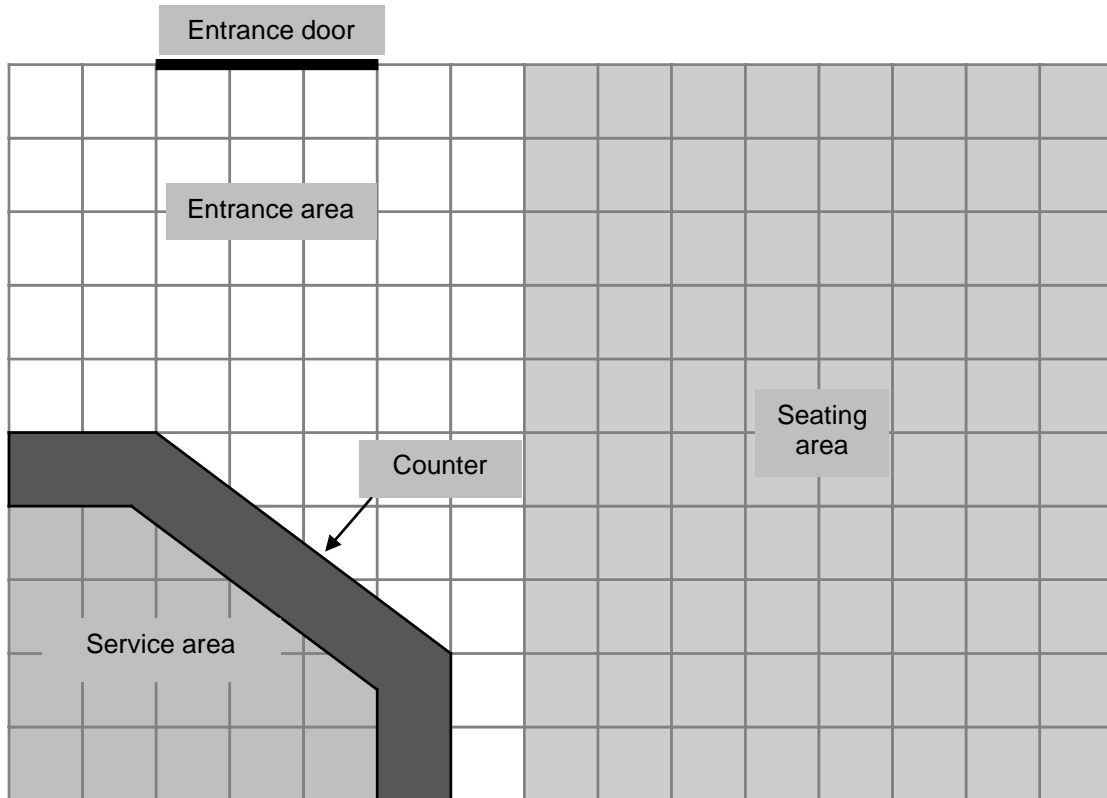 Entrance door
Entrance area
Seating
area
Counter
Service area